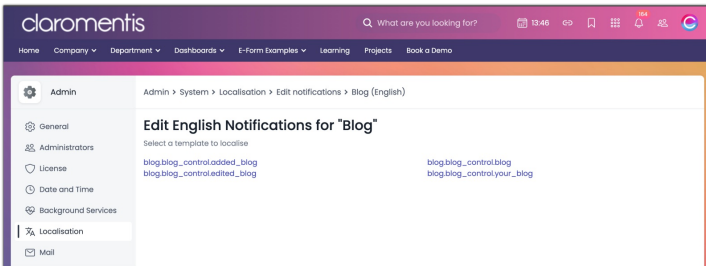 claromentis
What are you looking for?
13:46
164
Home Company Department Dashboards E-Form Examples Learning Projects Book a Demo
Admin
Admin > System > Localisation > Edit notifications > Blog (English)
General
Administrators
License
Date and Time
Background Services
Localisation
Mail
Edit English Notifications for "Blog"
Select a template to localise
blog.blog_control.added_blog
blog.blog_control.blog
blog.blog_control.edited_blog
blog.blog_control.your_blog